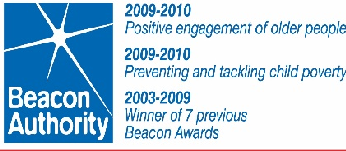 Beacon
Authority
2009-2010
Positive engagement of older people
2009-2010
Preventing and tackling child poverty
2003-2009
Winner of 7 previous
Beacon Awards